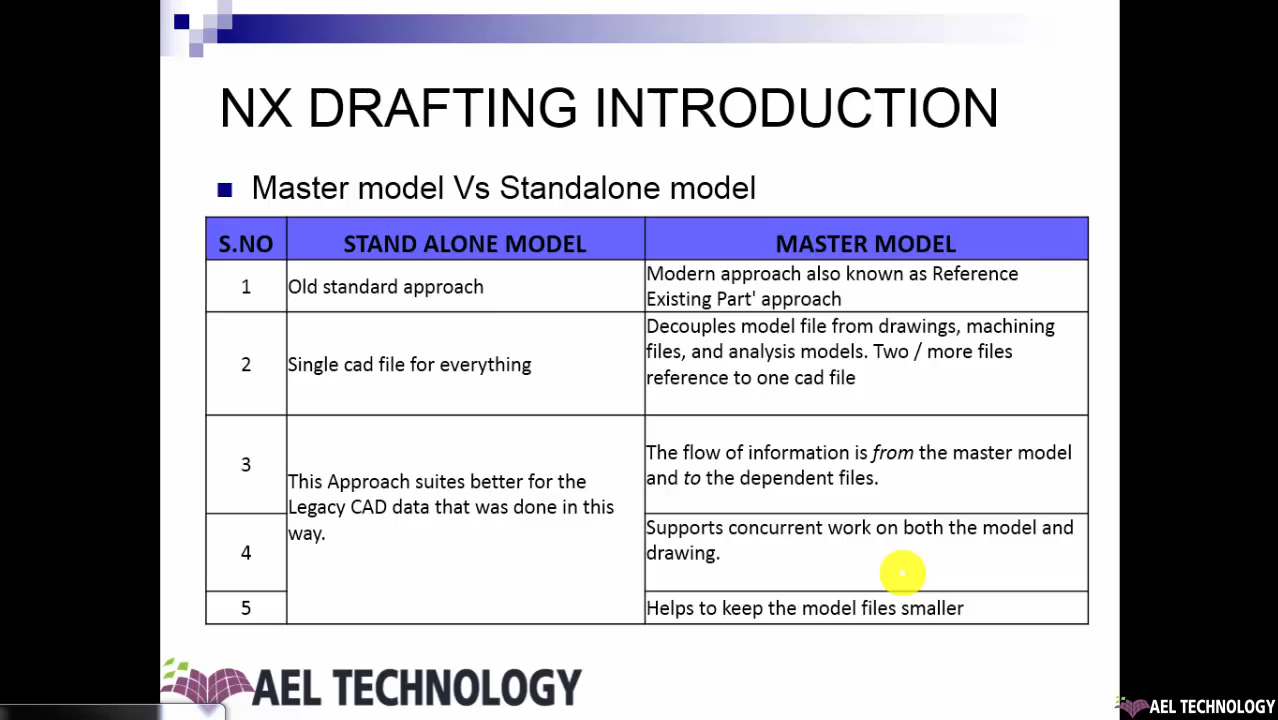 NX DRAFTING INTRODUCTION
Master model Vs Standalone model
S.NO STAND ALONE MODEL MASTER MODEL
1 Old standard approach Modern approach also known as Reference
Existing Part' approach
2 Single cad file for everything Decouples model file from drawings, machining
files, and analysis models. Two / more files
reference to one cad file
3 This Approach suites better for the
Legacy CAD data that was done in this
way.
The flow of information is from the master model
and to the dependent files.
4 Supports concurrent work on both the model and
drawing.
5 Helps to keep the model files smaller
AEL TECHNOLOGY
AEL TECHNOLOGY